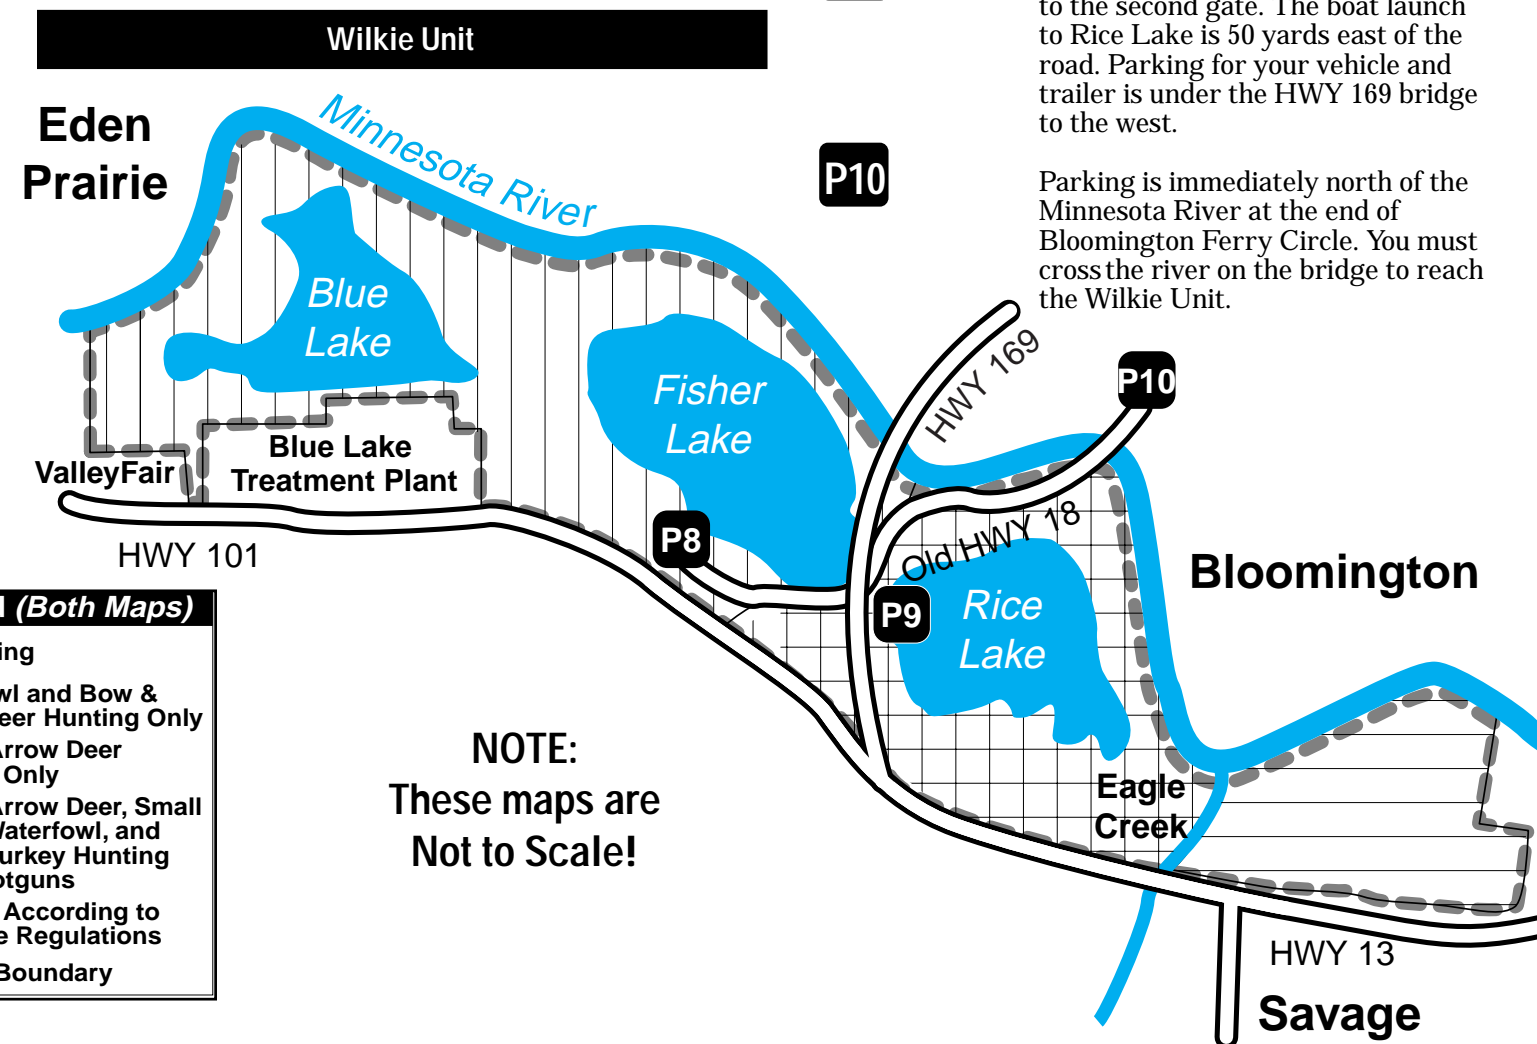 Wilkie Unit
to the second gate. The boat launch
to Rice Lake is 50 yards east of the
road. Parking for your vehicle and
trailer is under the HWY 169 bridge
to the west.
P10
Parking is immediately north of the
Minnesota River at the end of
Bloomington Ferry Circle. You must
cross the river on the bridge to reach
the Wilkie Unit.
Eden
Prairie
Minnesota River
Blue
Lake
Fisher
Lake
HWY 169
P10
ValleyFair
Blue Lake
Treatment Plant
HWY 101
P8
Old HWY 18
P9
Rice
Lake
Bloomington
(Both Maps)
ing
wl and Bow &
eer Hunting Only
Arrow Deer
Only
Arrow Deer, Small
Waterfowl, and
urkey Hunting
otguns
According to
e Regulations
Boundary
NOTE:
These maps are
Not to Scale!
Eagle
Creek
HWY 13
Savage